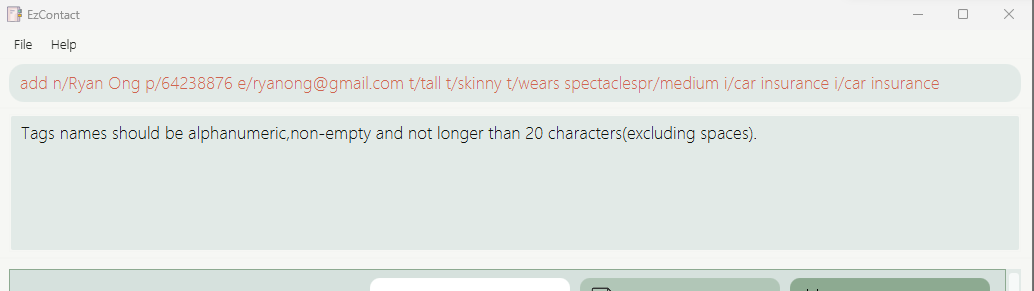 EzContact
File Help
add n/Ryan Ong p/64238876 e/ryanong@gmail.com t/tall t/skinny t/wears spectaclespr/medium i/car insurance i/car insurance
Tags names should be alphanumeric,non-empty and not longer than 20 characters(excluding spaces).